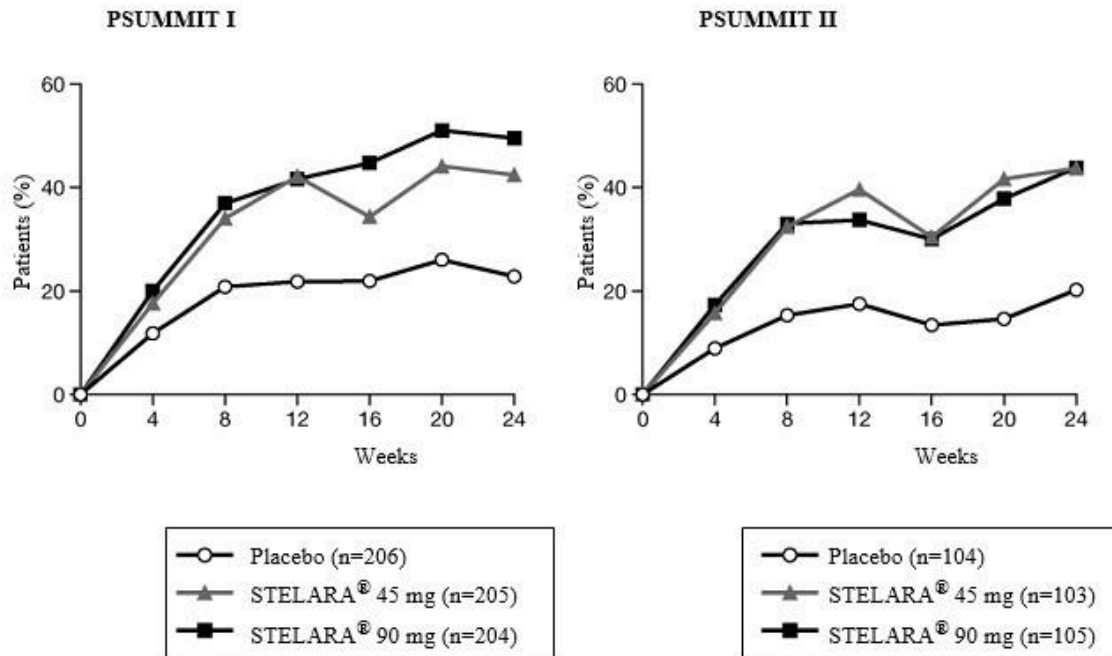 PSUMMIT I
60
40
20
0
Patients (%)
0 4 8 12 16 20 24
Weeks
Placebo (n=206)
STELARA® 45 mg (n=205)
STELARA® 90 mg (n=204)
PSUMMIT II
60
40
20
0
Patients (%)
0 4 8 12 16 20 24
Weeks
Placebo (n=104)
STELARA® 45 mg (n=103)
STELARA® 90 mg (n=105)